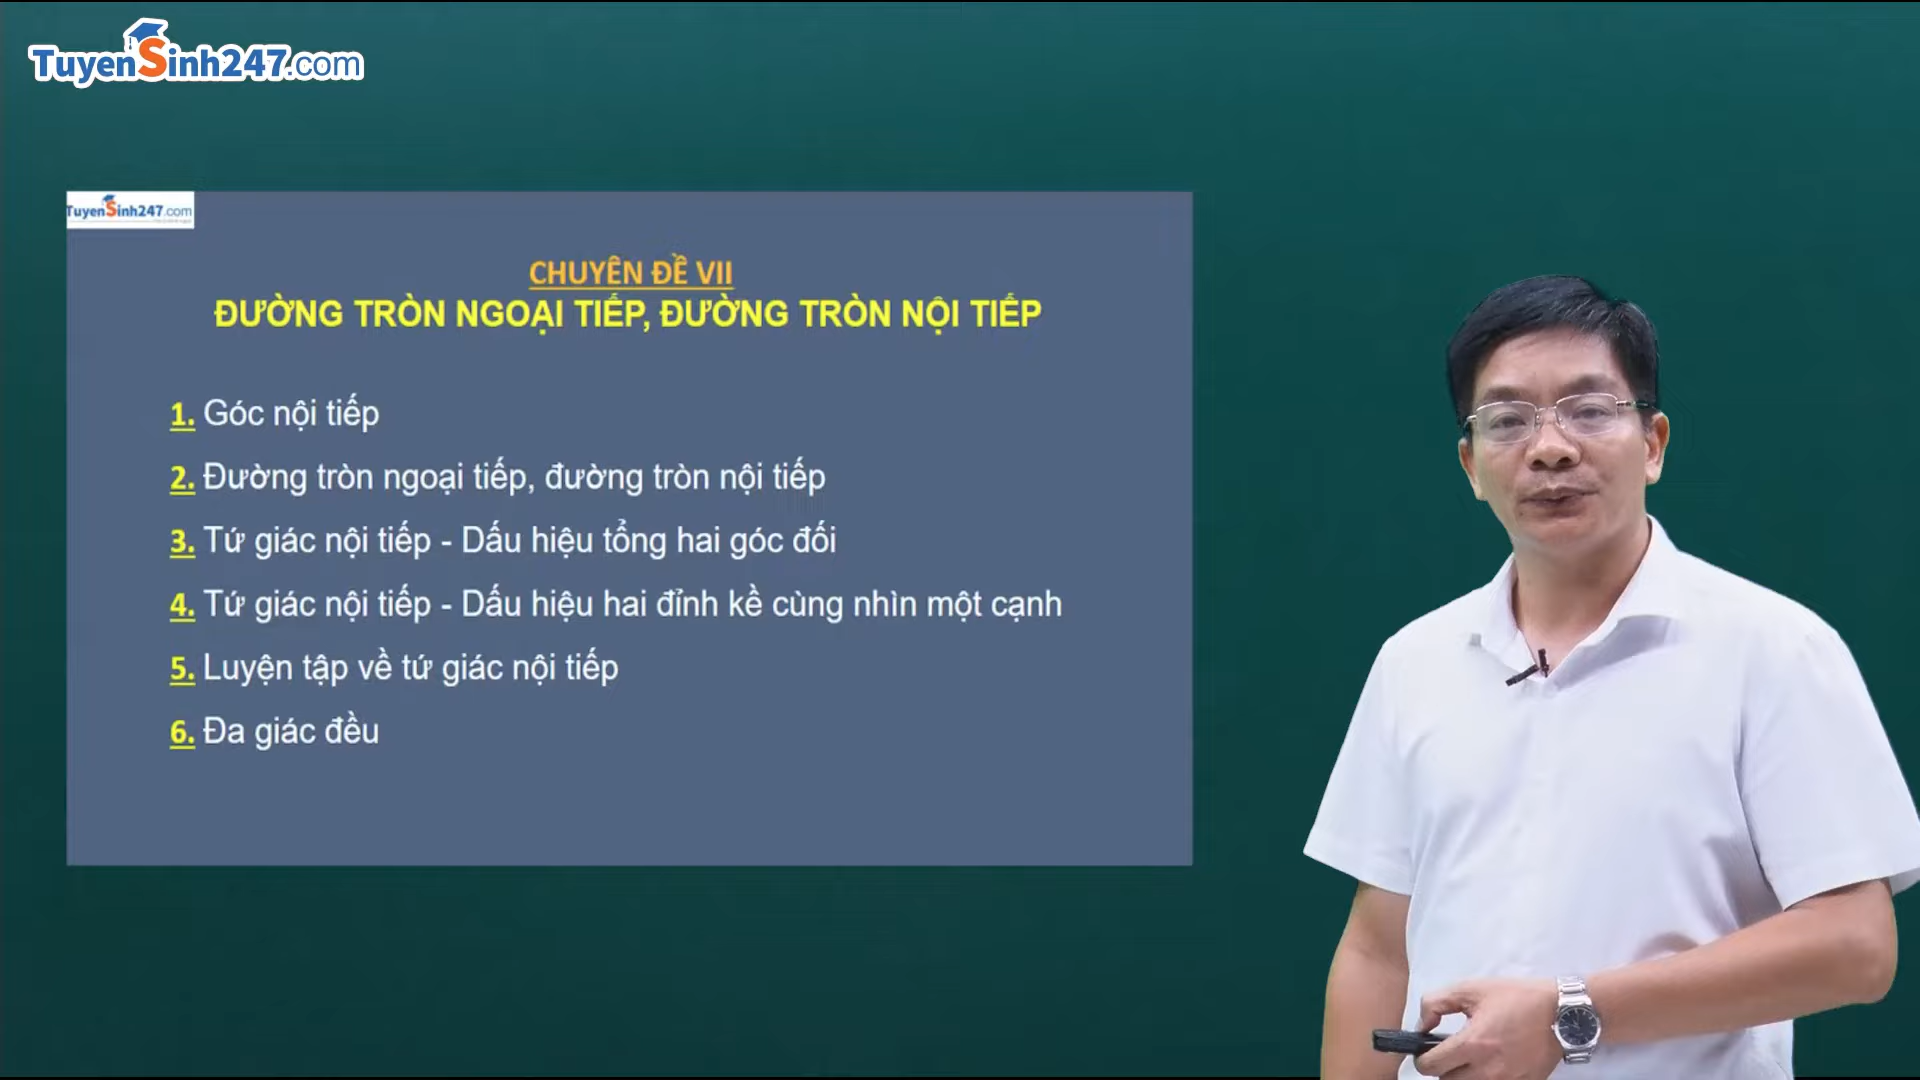 TuyenSinh247.com
TuyenSinh247.com
CHUYÊN ĐỀ VII
ĐƯỜNG TRÒN NGOẠI TIẾP, ĐƯỜNG TRÒN NỘI TIẾP
1. Góc nội tiếp
2. Đường tròn ngoại tiếp, đường tròn nội tiếp
3. Tứ giác nội tiếp - Dấu hiệu tổng hai góc đối
4. Tứ giác nội tiếp - Dấu hiệu hai đỉnh kề cùng nhìn một cạnh
5. Luyện tập về tứ giác nội tiếp
6. Đa giác đều